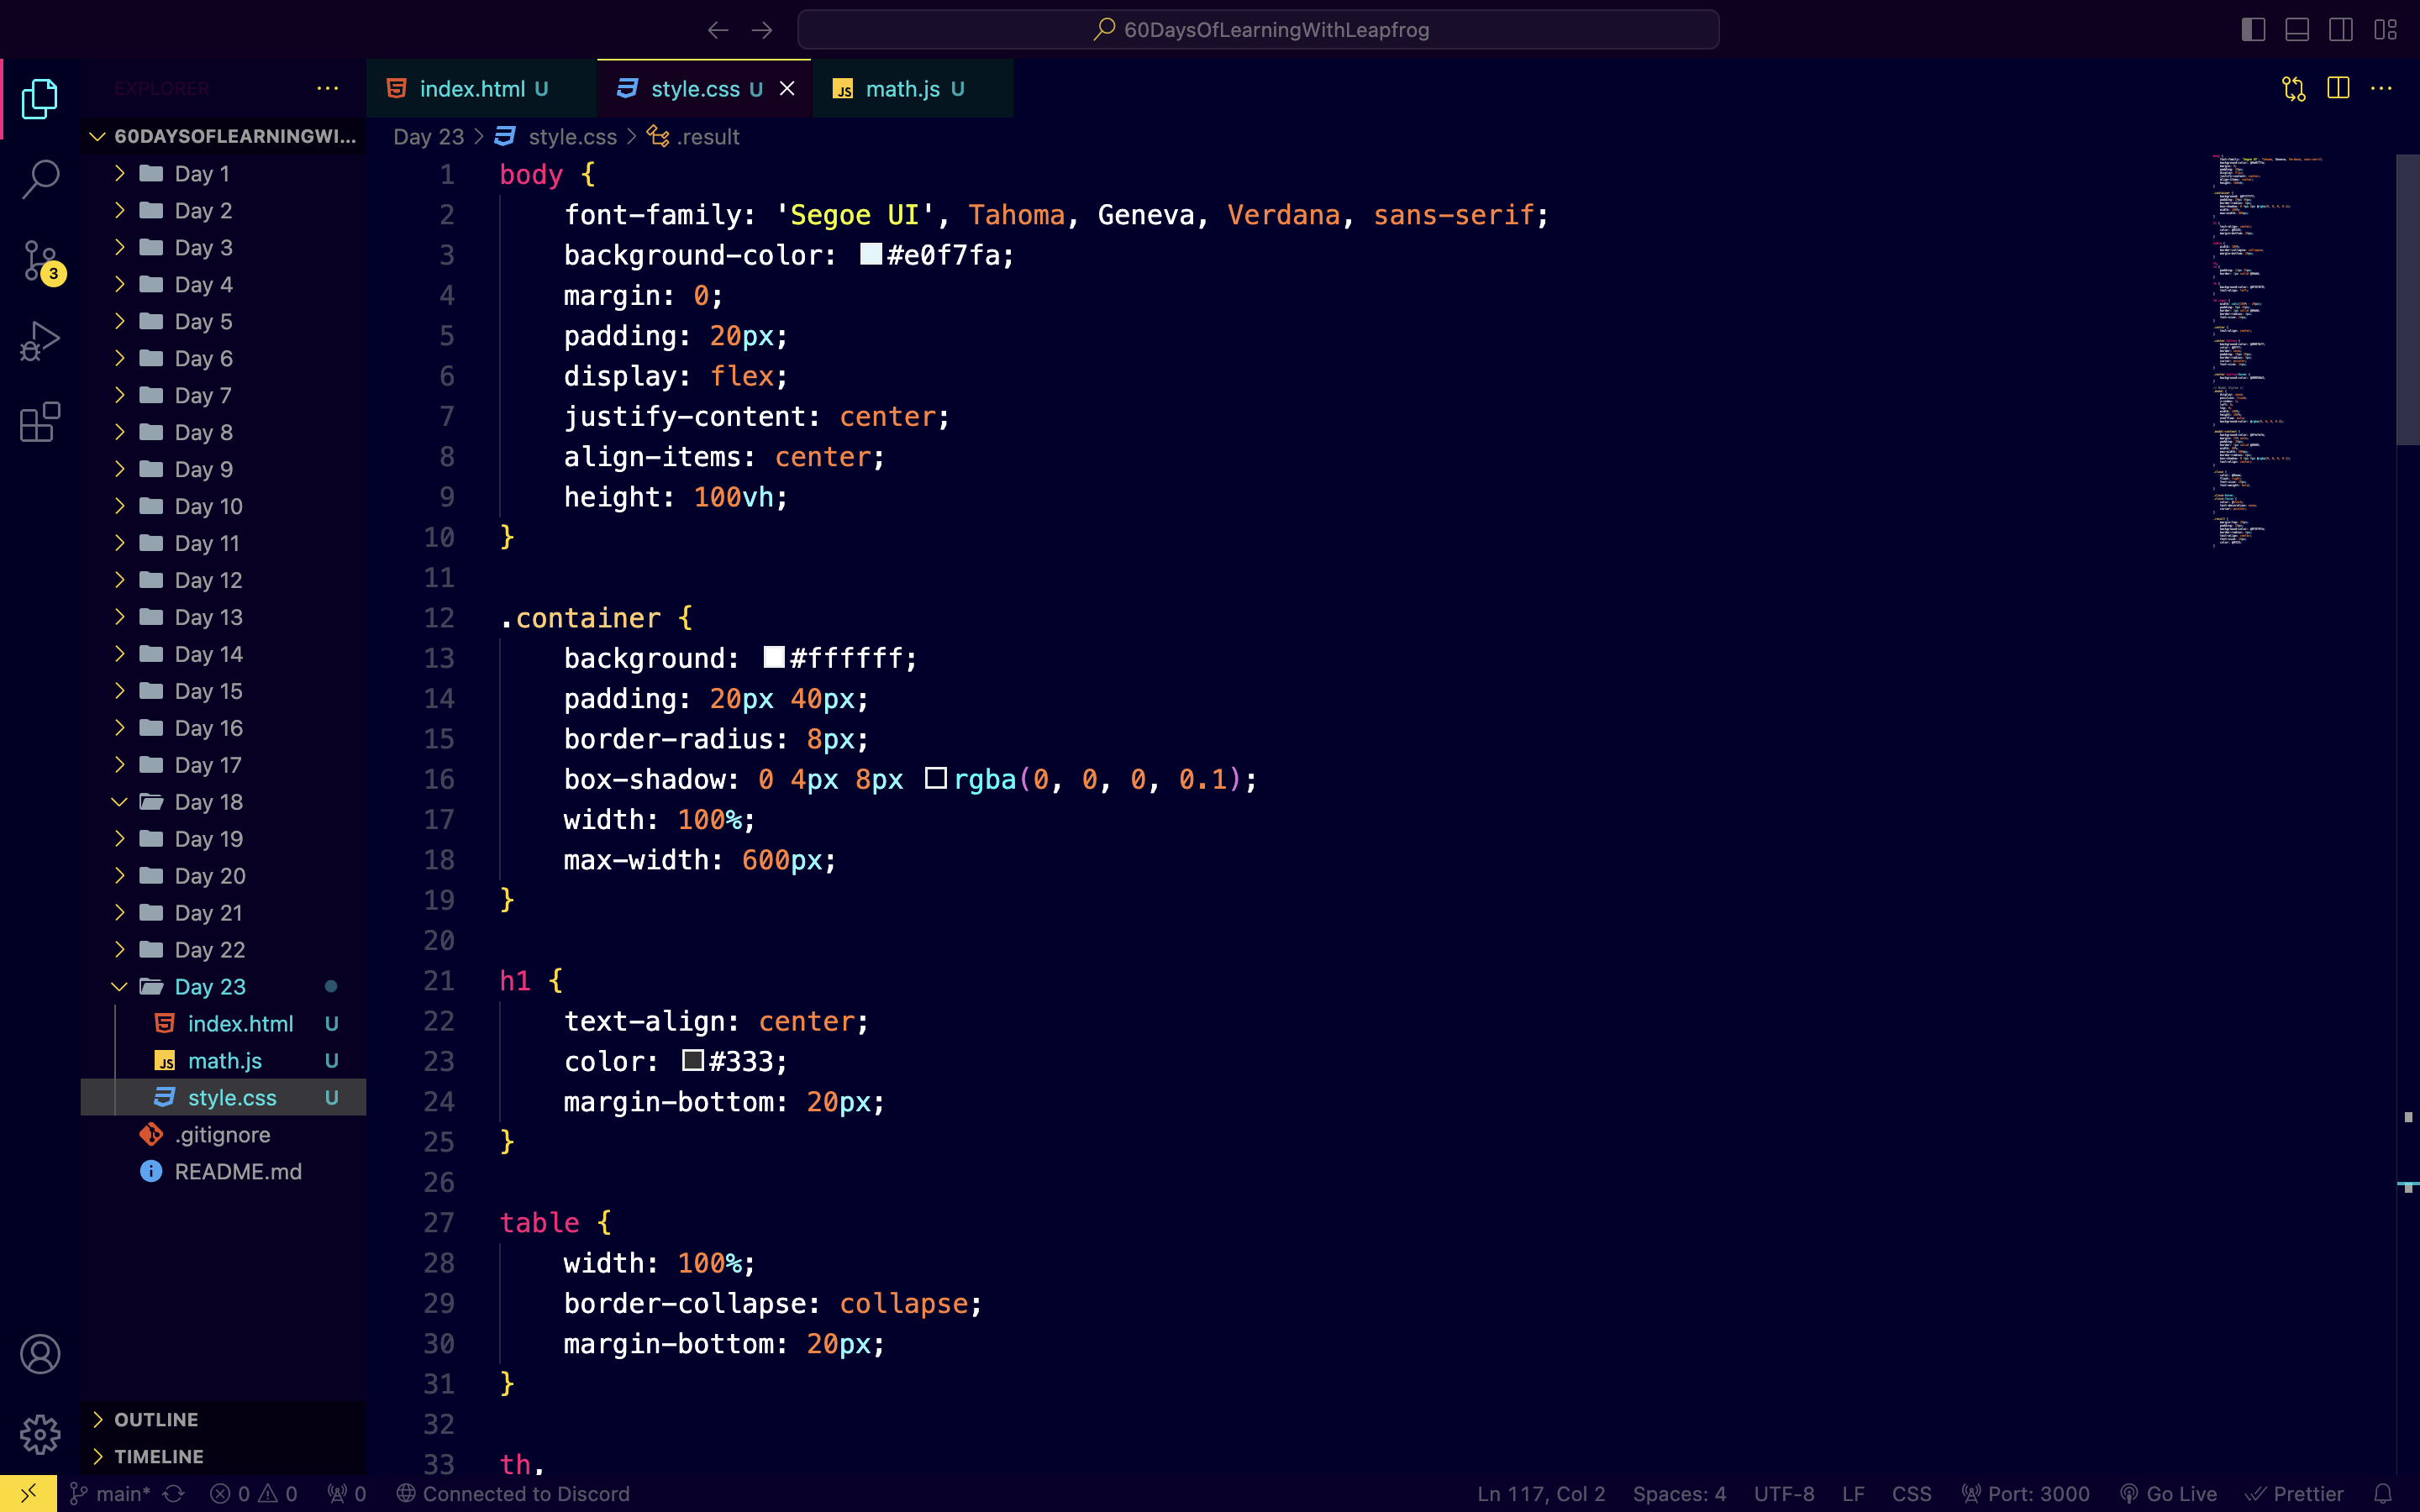 60DaysOfLearningWithLeapfrog
EXPLORER
index.html U
style.css U
JS math.js U
60DAYSOFLEARNINGWI...
Day 23 > style.css > .result
Day 1
Day 2
Day 3
Day 4
Day 5
Day 6
Day 7
Day 8
Day 9
Day 10
Day 11
Day 12
Day 13
Day 14
Day 15
Day 16
Day 17
Day 18
Day 19
Day 20
Day 21
Day 22
Day 23
index.html U
JS math.js U
style.css U
.gitignore
README.md
OUTLINE
TIMELINE
3
1 body {
2     font-family: 'Segoe UI', Tahoma, Geneva, Verdana, sans-serif;
3     background-color: #e0f7fa;
4     margin: 0;
5     padding: 20px;
6     display: flex;
7     justify-content: center;
8     align-items: center;
9     height: 100vh;
10 }
11
12 .container {
13     background: #ffffff;
14     padding: 20px 40px;
15     border-radius: 8px;
16     box-shadow: 0 4px 8px rgba(0, 0, 0, 0.1);
17     width: 100%;
18     max-width: 600px;
19 }
20
21 h1 {
22     text-align: center;
23     color: #333;
24     margin-bottom: 20px;
25 }
26
27 table {
28     width: 100%;
29     border-collapse: collapse;
30     margin-bottom: 20px;
31 }
32
33 th,
main* 0 0 0 Connected to Discord Ln 117, Col 2 Spaces: 4 UTF-8 LF CSS Port: 3000 Go Live Prettier